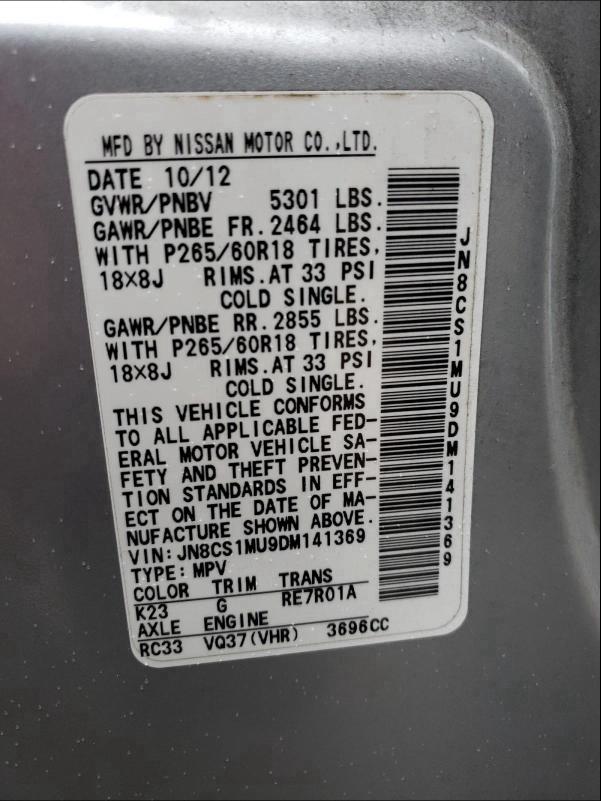 MFD BY NISSAN MOTOR CO.,LTD.
DATE 10/12
GVWR/PNBV 5301 LBS.
GAWR/PNBE FR. 2464 LBS.
WITH P265/60R18 TIRES,
18×8J RIMS.AT 33 PSI
COLD SINGLE.
GAWR/PNBE RR. 2855 LBS.
WITH P265/60R18 TIRES,
18×8J RIMS.AT 33 PSI
COLD SINGLE.
THIS VEHICLE CONFORMS
TO ALL APPLICABLE FED-
ERAL MOTOR VEHICLE SA-
FETY AND THEFT PREVEN-
TION STANDARDS IN EFF-
ECT ON THE DATE OF MA-
NUFACTURE SHOWN ABOVE.
VIN:JN8CS1MU9DM141369
TYPE: MPV
COLOR TRIM TRANS
K23 G RE7R01A
AXLE ENGINE
RC33 VQ37(VHR) 3696CC
JN8CS1MU9DM141369